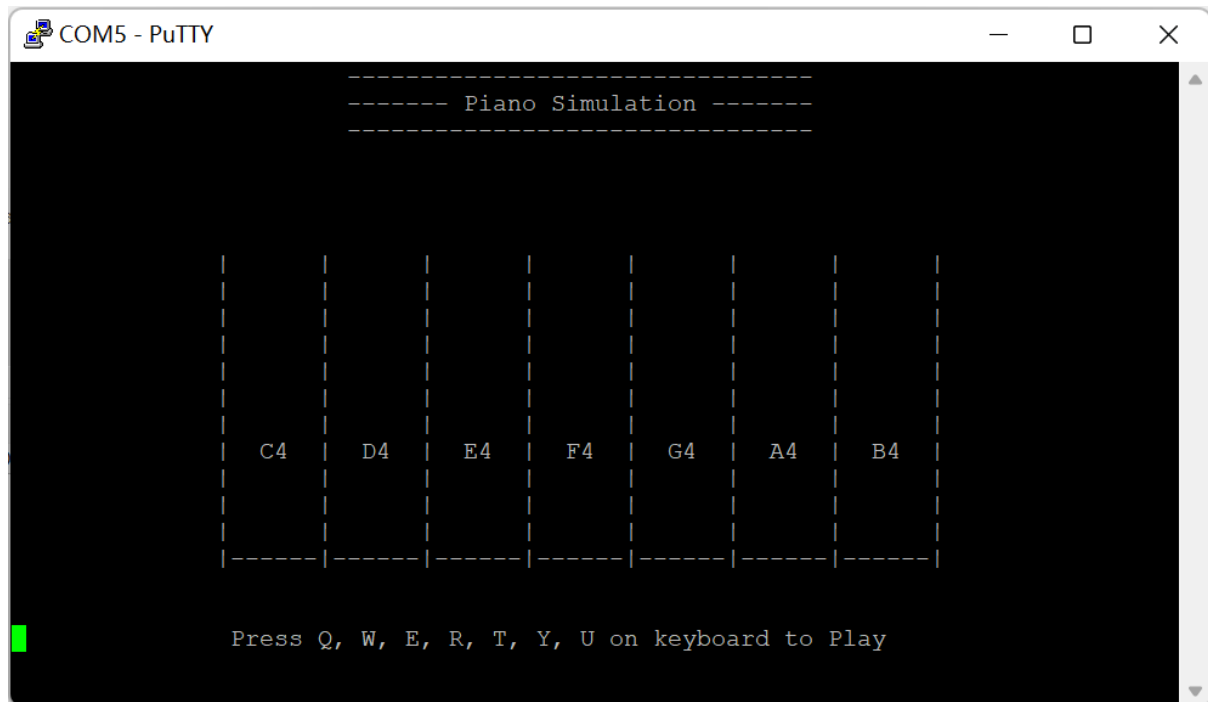 COM5 - PuTTY
--------------------------------
------- Piano Simulation -------
--------------------------------
|      |      |      |      |      |      |      |
|      |      |      |      |      |      |      |
|      |      |      |      |      |      |      |
|      |      |      |      |      |      |      |
|      |      |      |      |      |      |      |
|      |      |      |      |      |      |      |
|      |      |      |      |      |      |      |
|  C4  |  D4  |  E4  |  F4  |  G4  |  A4  |  B4  |
|      |      |      |      |      |      |      |
|      |      |      |      |      |      |      |
|      |      |      |      |      |      |      |
|------|------|------|------|------|------|------|
Press Q, W, E, R, T, Y, U on keyboard to Play